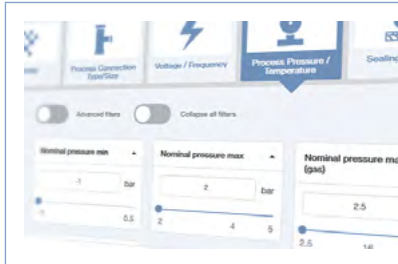 Process Connection Type/Size
Voltage / Frequency
Process Pressure / Temperature
Sealing
Advanced filters
Collapse all filters
Nominal pressure min
Nominal pressure max
Nominal pressure ma
(gas)
-1
bar
2
bar
2.5
-1
0.5
2
4
5
2.5